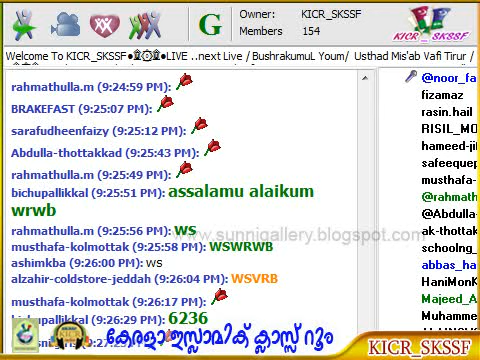 Owner: KICR_SKSSF
Members 154
G
KICR_SKSSF
Welcome To KICR_SKSSF●۩۞۩●LIVE ..next Live / BushrakumuL Youm/ Usthad Mis'ab Vafi Tirur /
rahmathulla.m (9:24:59 PM):
BRAKEFAST (9:25:07 PM):
sarafudheenfaizy (9:25:12 PM):
Abdulla-thottakkad (9:25:43 PM):
rahmathulla.m (9:25:49 PM):
bichupallikkal (9:25:51 PM): assalamu alaikum
wrwb
rahmathulla.m (9:25:56 PM): ws
musthafa-kolmottak (9:25:58 PM): WSWRWB
ashimkba (9:26:00 PM): ws
alzahir-coldstore-jeddah (9:26:04 PM): WSVRB
musthafa-kolmottak (9:26:17 PM):
(9:26:29 PM): 6236
www.sunnigallery.blogspot.com
@noor_fa
fizamaz
rasin.hail
RISIL_MO
hameed-jil
safeequep
musthafa-
@rahmath
@Abdulla-
ak-thottak
schoolng_
abbas_ha
HaniMonK
Majeed_A
Muhamme
കേരളാ ഇസ്ലാമിക് ക്ലാസ്സ് റൂം
KICR_SKSSF